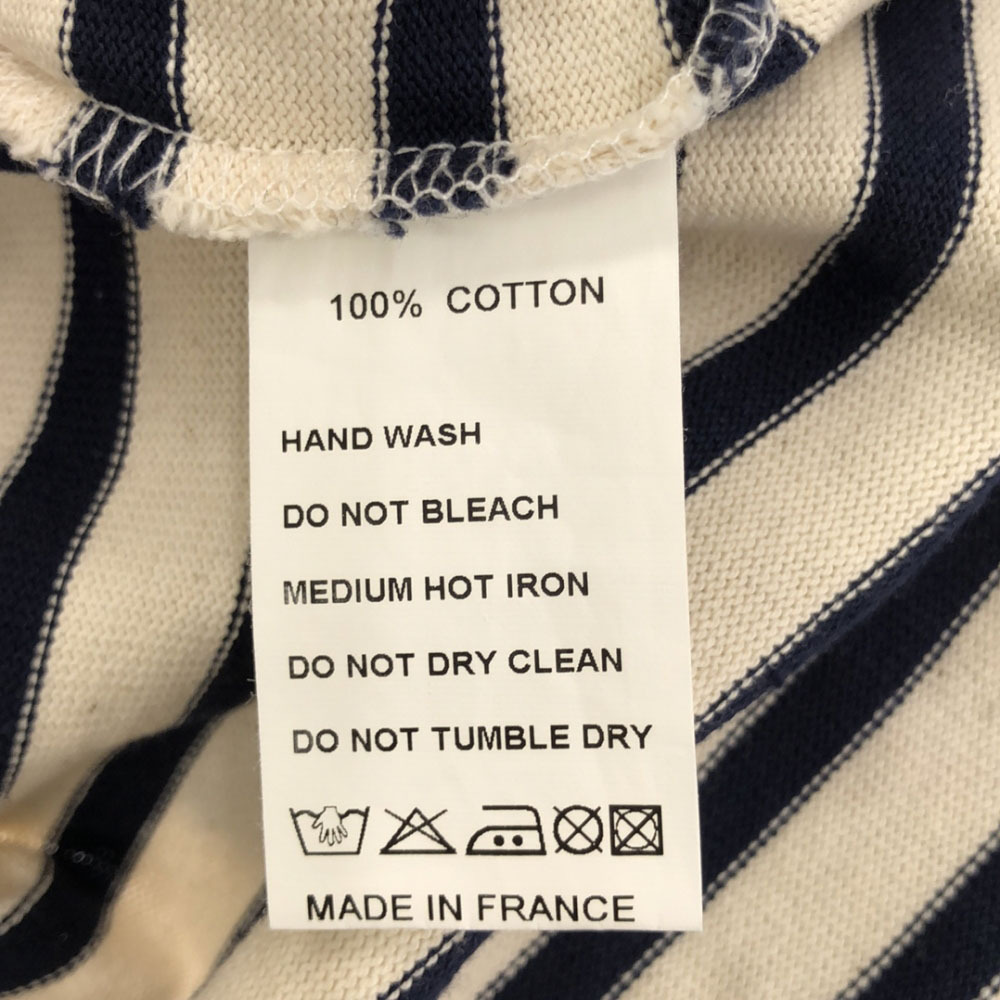 100% COTTON
HAND WASH
DO NOT BLEACH
MEDIUM HOT IRON
DO NOT DRY CLEAN
DO NOT TUMBLE DRY
MADE IN FRANCE